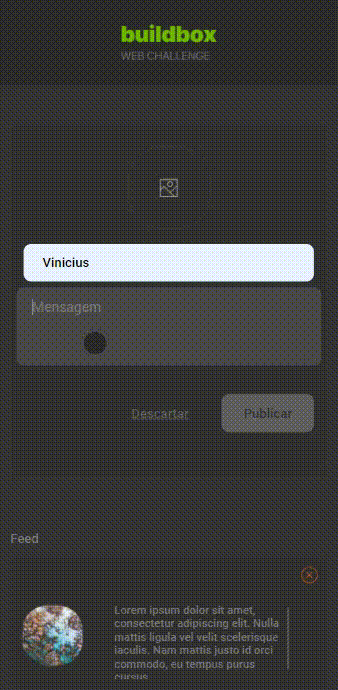 buildbox
WEB CHALLENGE
Vinicius
Mensagem
Descartar
Publicar
Feed
Lorem ipsum dolor sit amet,
consectetur adipiscing elit. Nulla
mattis ligula vel velit scelerisque
iaculis. Nam mattis justo id orci
commodo, eu tempus purus
cursus